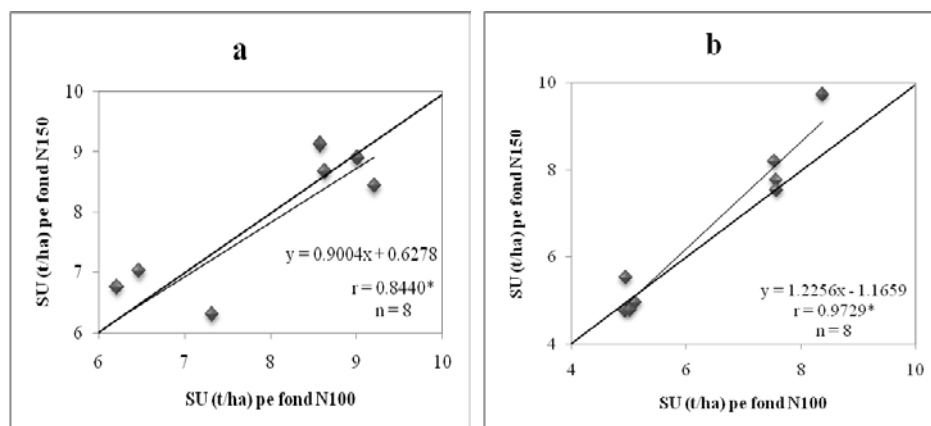 a
10
9
8
7
6
SU (t/ha) pe fond N150
y = 0.9004x + 0.6278
r = 0.8440*
n = 8
6 7 8 9 10
SU (t/ha) pe fond N100
b
10
8
6
4
SU (t/ha) pe fond N150
y = 1.2256x - 1.1659
r = 0.9729*
n = 8
4 6 8 10
SU (t/ha) pe fond N100